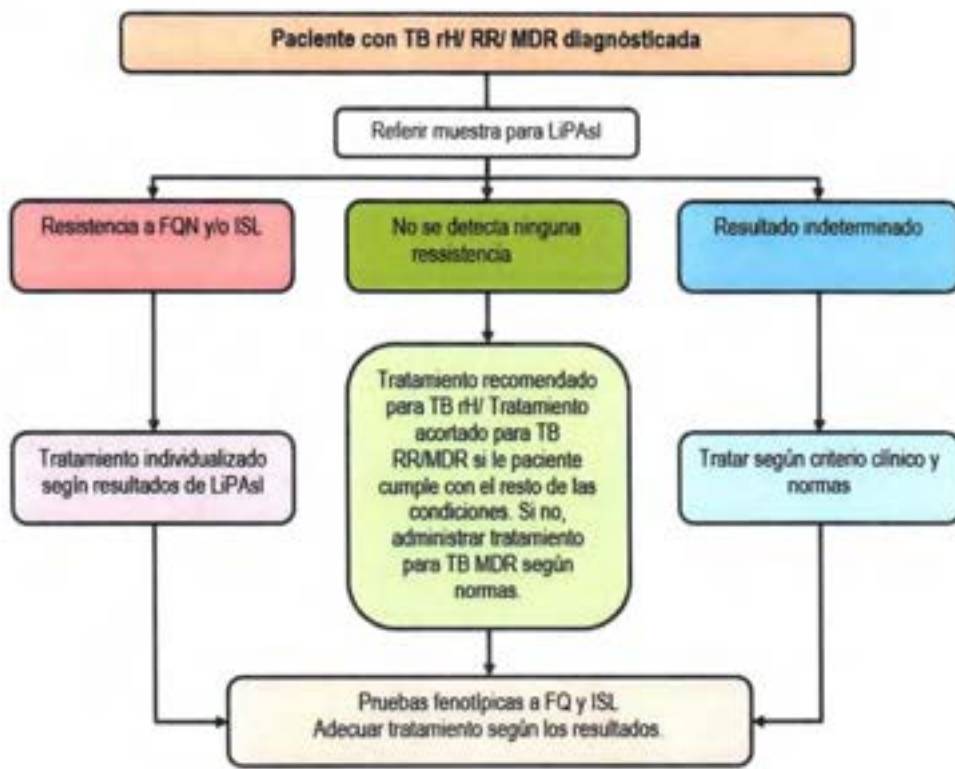 Paciente con TB rH/ RR/ MDR diagnósticada
Referir muestra para LiPAsl
Resistencia a FQN y/o ISL
No se detecta ninguna
ressistencia
Resultado indeterminado
Tratamiento individualizado
segín resultados de LiPAsl
Tratamiento recomendado
para TB rH/ Tratamiento
acortado para TB
RR/MDR si le paciente
cumple con el resto de las
condiciones. Si no,
administrar tratamiento
para TB MDR según
normas.
Tratar según criterio clínico y
normas
Pruebas fenotípicas a FQ y ISL
Adecuar tratamiento según los resultados.